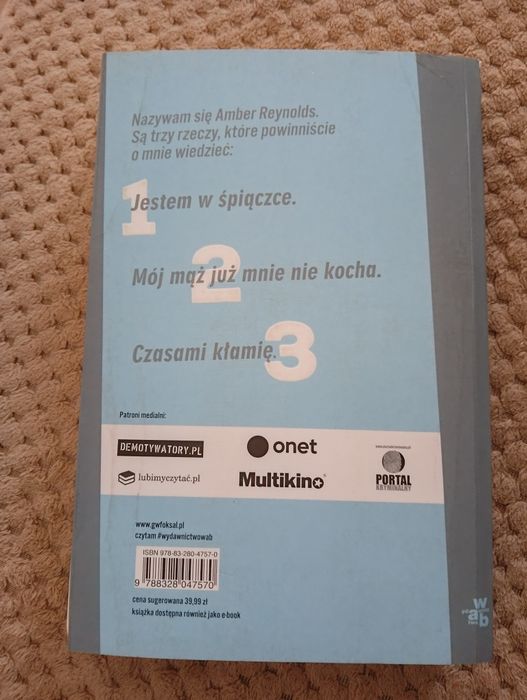 Nazywam się Amber Reynolds.
Są trzy rzeczy, które powinniście
o mnie wiedzieć:
1
Jestem w śpiączce.
2
Mój mąż już mnie nie kocha.
3
Czasami kłamię.
Patroni medialni:
DEMOTYWATORY.PL
onet
lubimyczytać.pl
Multikino
PORTAL
KRYMINALNY
www.gwfoksal.pl
czytam #wydawnictwowab
ISBN 978-83-280-4757-0
9 788328 047570
cena sugerowana 39,99 zł
książka dostępna również jako e-book
w
ab